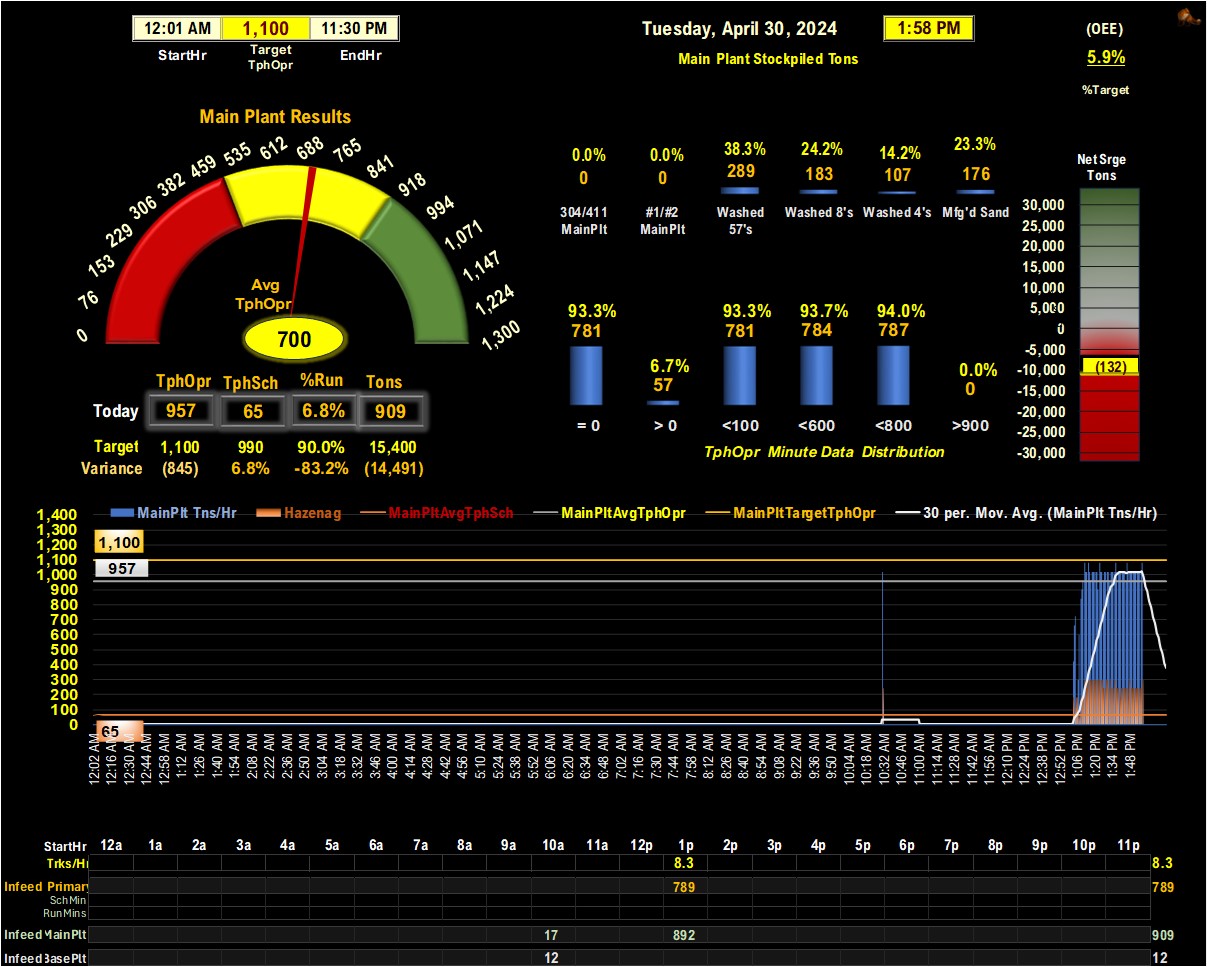 12:01 AM 1,100 11:30 PM
StartHr Target TphOpr EndHr
Tuesday, April 30, 2024 1:58 PM
Main Plant Stockpiled Tons
(OEE)
5.9%
%Target
Main Plant Results
0 76 153 229 306 382 459 535 612 688 765 841 918 994 1,071 1,147 1,224 1,300
Avg
TphOpr
700
TphOpr TphSch %Run Tons
Today 957 65 6.8% 909
Target 1,100 990 90.0% 15,400
Variance (845) 6.8% -83.2% (14,491)
0.0% 0.0% 38.3% 24.2% 14.2% 23.3%
0 0 289 183 107 176
304/411 #1/#2 Washed Washed 8's Washed 4's Mfg'd Sand
MainPlt MainPlt 57's
93.3% 6.7% 93.3% 93.7% 94.0% 0.0%
781 57 781 784 787 0
= 0 > 0 <100 <600 <800 >900
TphOpr Minute Data Distribution
Net Srge
Tons
30,000
25,000
20,000
15,000
10,000
5,000
0
-5,000
-10,000
-15,000
-20,000
-25,000
-30,000
(132)
MainPlt Tns/Hr Hazenag MainPltAvgTphSch MainPltAvgTphOpr MainPltTargetTphOpr 30 per. Mov. Avg. (MainPlt Tns/Hr)
1,400
1,300
1,200
1,100
1,000
900
800
700
600
500
400
300
200
100
0
1,100
957
65
12:02 AM 12:16 AM 12:30 AM 12:44 AM 12:58 AM 1:12 AM 1:26 AM 1:40 AM 1:54 AM 2:08 AM 2:22 AM 2:36 AM 2:50 AM 3:04 AM 3:18 AM 3:32 AM 3:46 AM 4:00 AM 4:14 AM 4:28 AM 4:42 AM 4:56 AM 5:10 AM 5:24 AM 5:38 AM 5:52 AM 6:06 AM 6:20 AM 6:34 AM 6:48 AM 7:02 AM 7:16 AM 7:30 AM 7:44 AM 7:58 AM 8:12 AM 8:26 AM 8:40 AM 8:54 AM 9:08 AM 9:22 AM 9:36 AM 9:50 AM 10:04 AM 10:18 AM 10:32 AM 10:46 AM 11:00 AM 11:14 AM 11:28 AM 11:42 AM 11:56 AM 12:10 PM 12:24 PM 12:38 PM 12:52 PM 1:06 PM 1:20 PM 1:34 PM 1:48 PM
StartHr 12a 1a 2a 3a 4a 5a 6a 7a 8a 9a 10a 11a 12p 1p 2p 3p 4p 5p 6p 7p 8p 9p 10p 11p
Trks/Hr 8.3 8.3
Infeed Primary 789 789
SchMin
RunMins
Infeed MainPlt 17 892 909
Infeed BasePlt 12 12